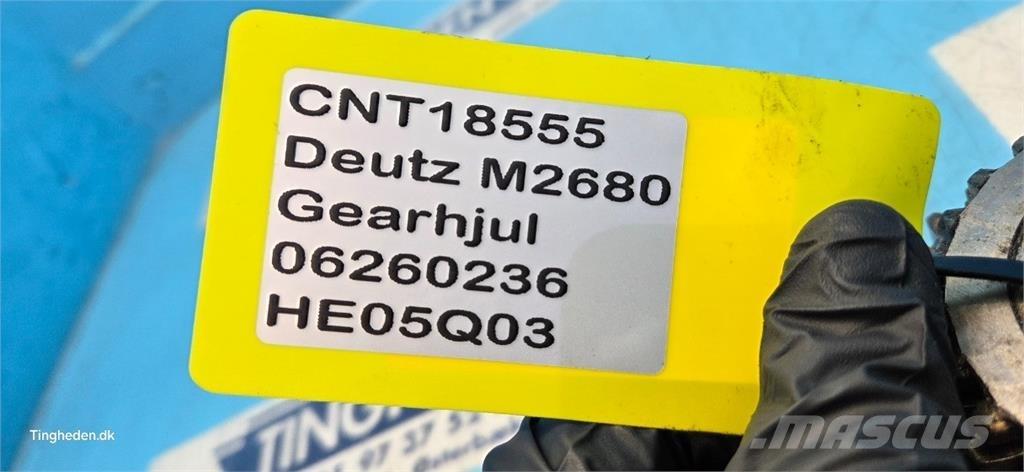 CNT18555
Deutz M2680
Gearhjul
06260236
HE05Q03
Tingheden.dk
MASCUS